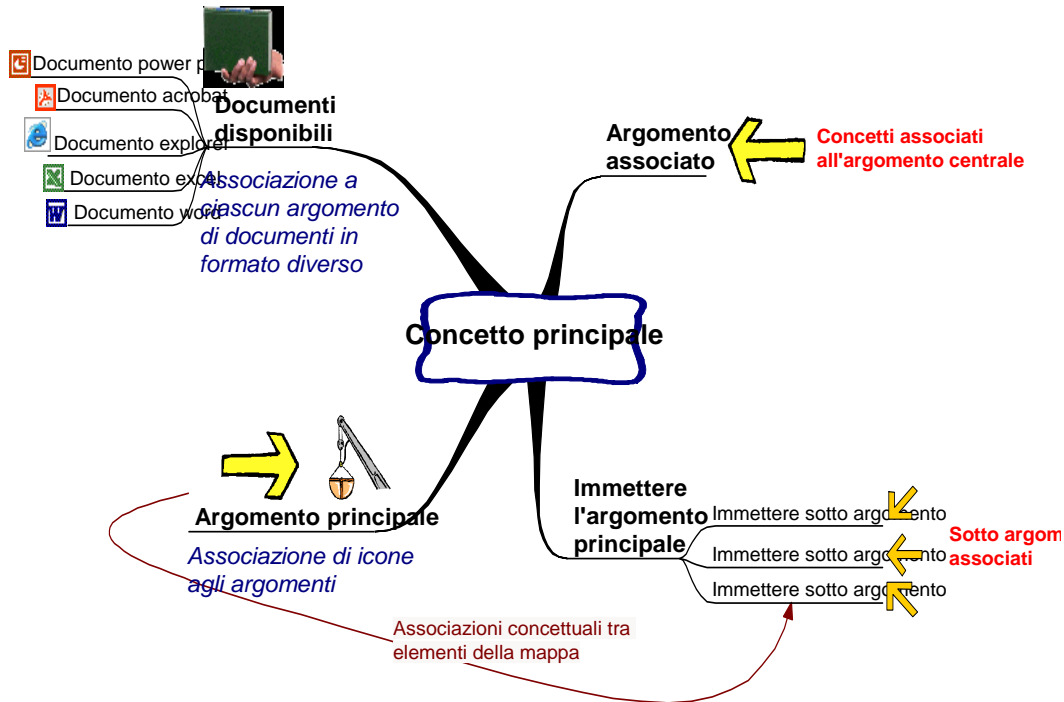 Documento power p
Documento acrobat
Documento explorer
Documento excel
Documento word
Documenti
disponibili
Associazione a
ciascun argomento
di documenti in
formato diverso
Argomento
associato
Concetti associati
all'argomento centrale
Concetto principale
Argomento principale
Associazione di icone
agli argomenti
Immettere
l'argomento
principale
Immettere sotto argomento
Immettere sotto argomento
Immettere sotto argomento
Sotto argom
associati
Associazioni concettuali tra
elementi della mappa